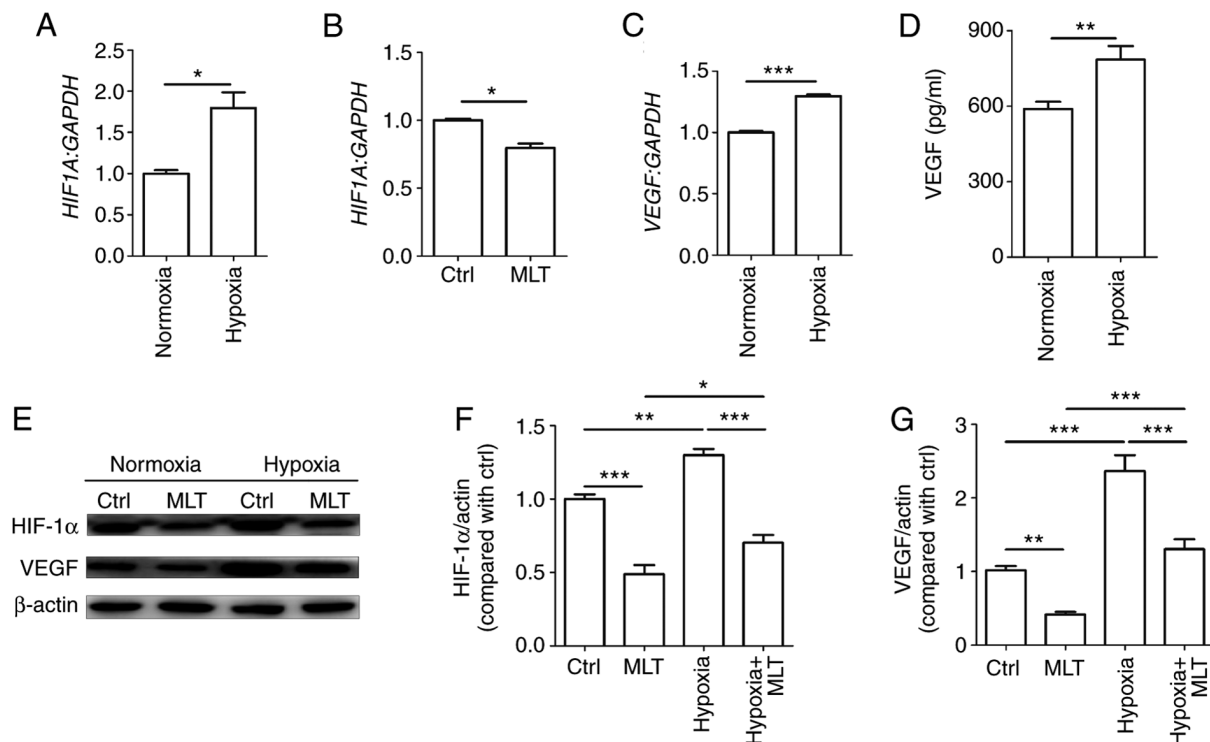 A
HIF1A:GAPDH
2.5
2.0
1.5
1.0
0.5
0.0
*
Normoxia
Hypoxia
B
HIF1A:GAPDH
1.5
1.0
0.5
0.0
*
Ctrl
MLT
C
VEGF:GAPDH
1.5
1.0
0.5
0.0
***
Normoxia
Hypoxia
D
VEGF (pg/ml)
900
600
300
0
**
Normoxia
Hypoxia
E
Normoxia
Hypoxia
Ctrl
MLT
Ctrl
MLT
HIF-1α
VEGF
β-actin
F
HIF-1α/actin
(compared with ctrl)
1.5
1.0
0.5
0.0
*
**
***
***
Ctrl
MLT
Hypoxia
Hypoxia+
MLT
G
VEGF/actin
(compared with ctrl)
3
2
1
0
***
***
***
**
Ctrl
MLT
Hypoxia
Hypoxia+
MLT